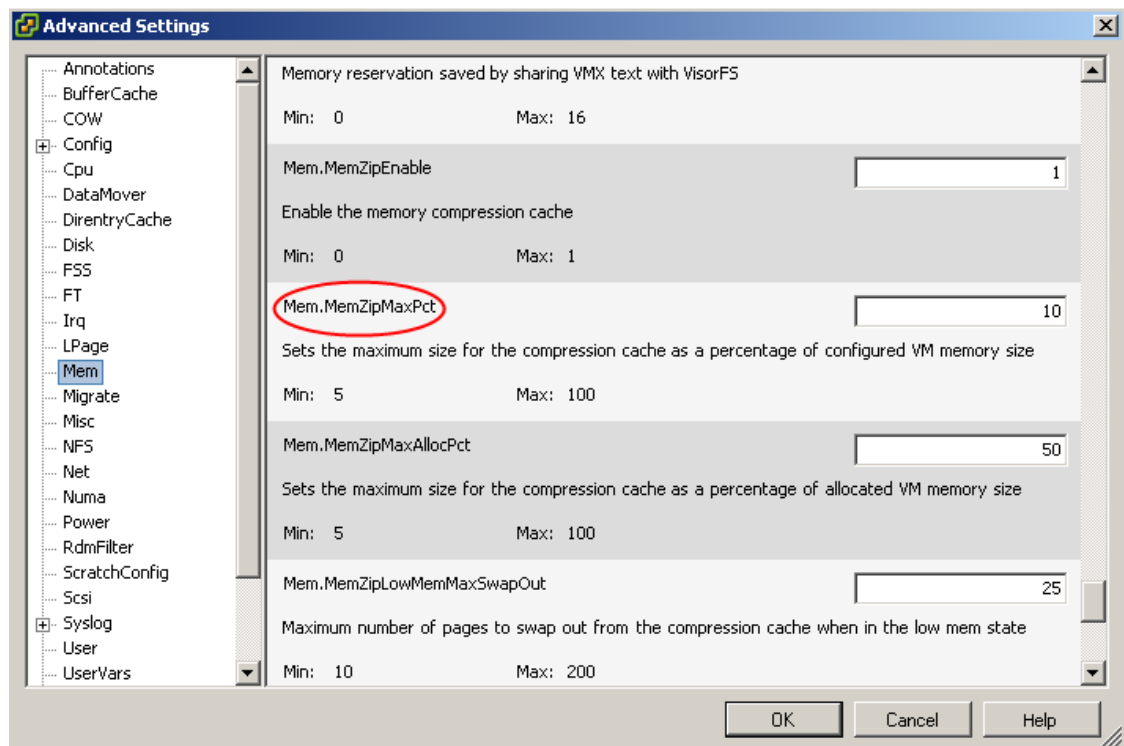 Advanced Settings
Annotations
BufferCache
COW
Config
Cpu
DataMover
DirentryCache
Disk
FSS
FT
Irq
LPage
Mem
Migrate
Misc
NFS
Net
Numa
Power
RdmFilter
ScratchConfig
Scsi
Syslog
User
UserVars
Memory reservation saved by sharing VMX text with VisorFS
Min: 0 Max: 16
Mem.MemZipEnable 1
Enable the memory compression cache
Min: 0 Max: 1
Mem.MemZipMaxPct 10
Sets the maximum size for the compression cache as a percentage of configured VM memory size
Min: 5 Max: 100
Mem.MemZipMaxAllocPct 50
Sets the maximum size for the compression cache as a percentage of allocated VM memory size
Min: 5 Max: 100
Mem.MemZipLowMemMaxSwapOut 25
Maximum number of pages to swap out from the compression cache when in the low mem state
Min: 10 Max: 200
OK Cancel Help